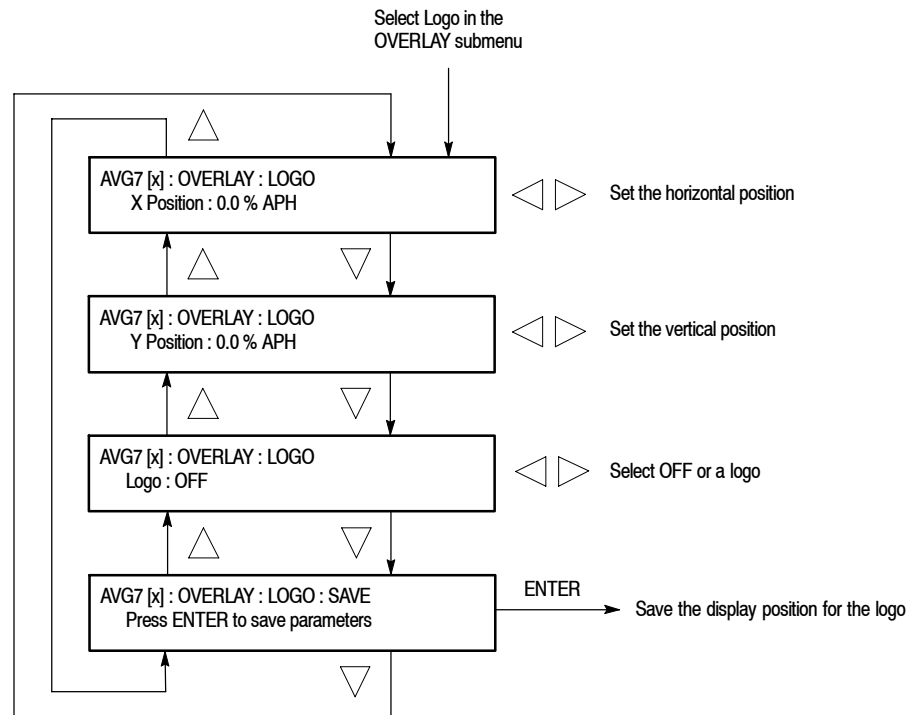 Select Logo in the
OVERLAY submenu
AVG7 [x] : OVERLAY : LOGO
X Position : 0.0 % APH
Set the horizontal position
AVG7 [x] : OVERLAY : LOGO
Y Position : 0.0 % APH
Set the vertical position
AVG7 [x] : OVERLAY : LOGO
Logo : OFF
Select OFF or a logo
AVG7 [x] : OVERLAY : LOGO : SAVE
Press ENTER to save parameters
ENTER
Save the display position for the logo